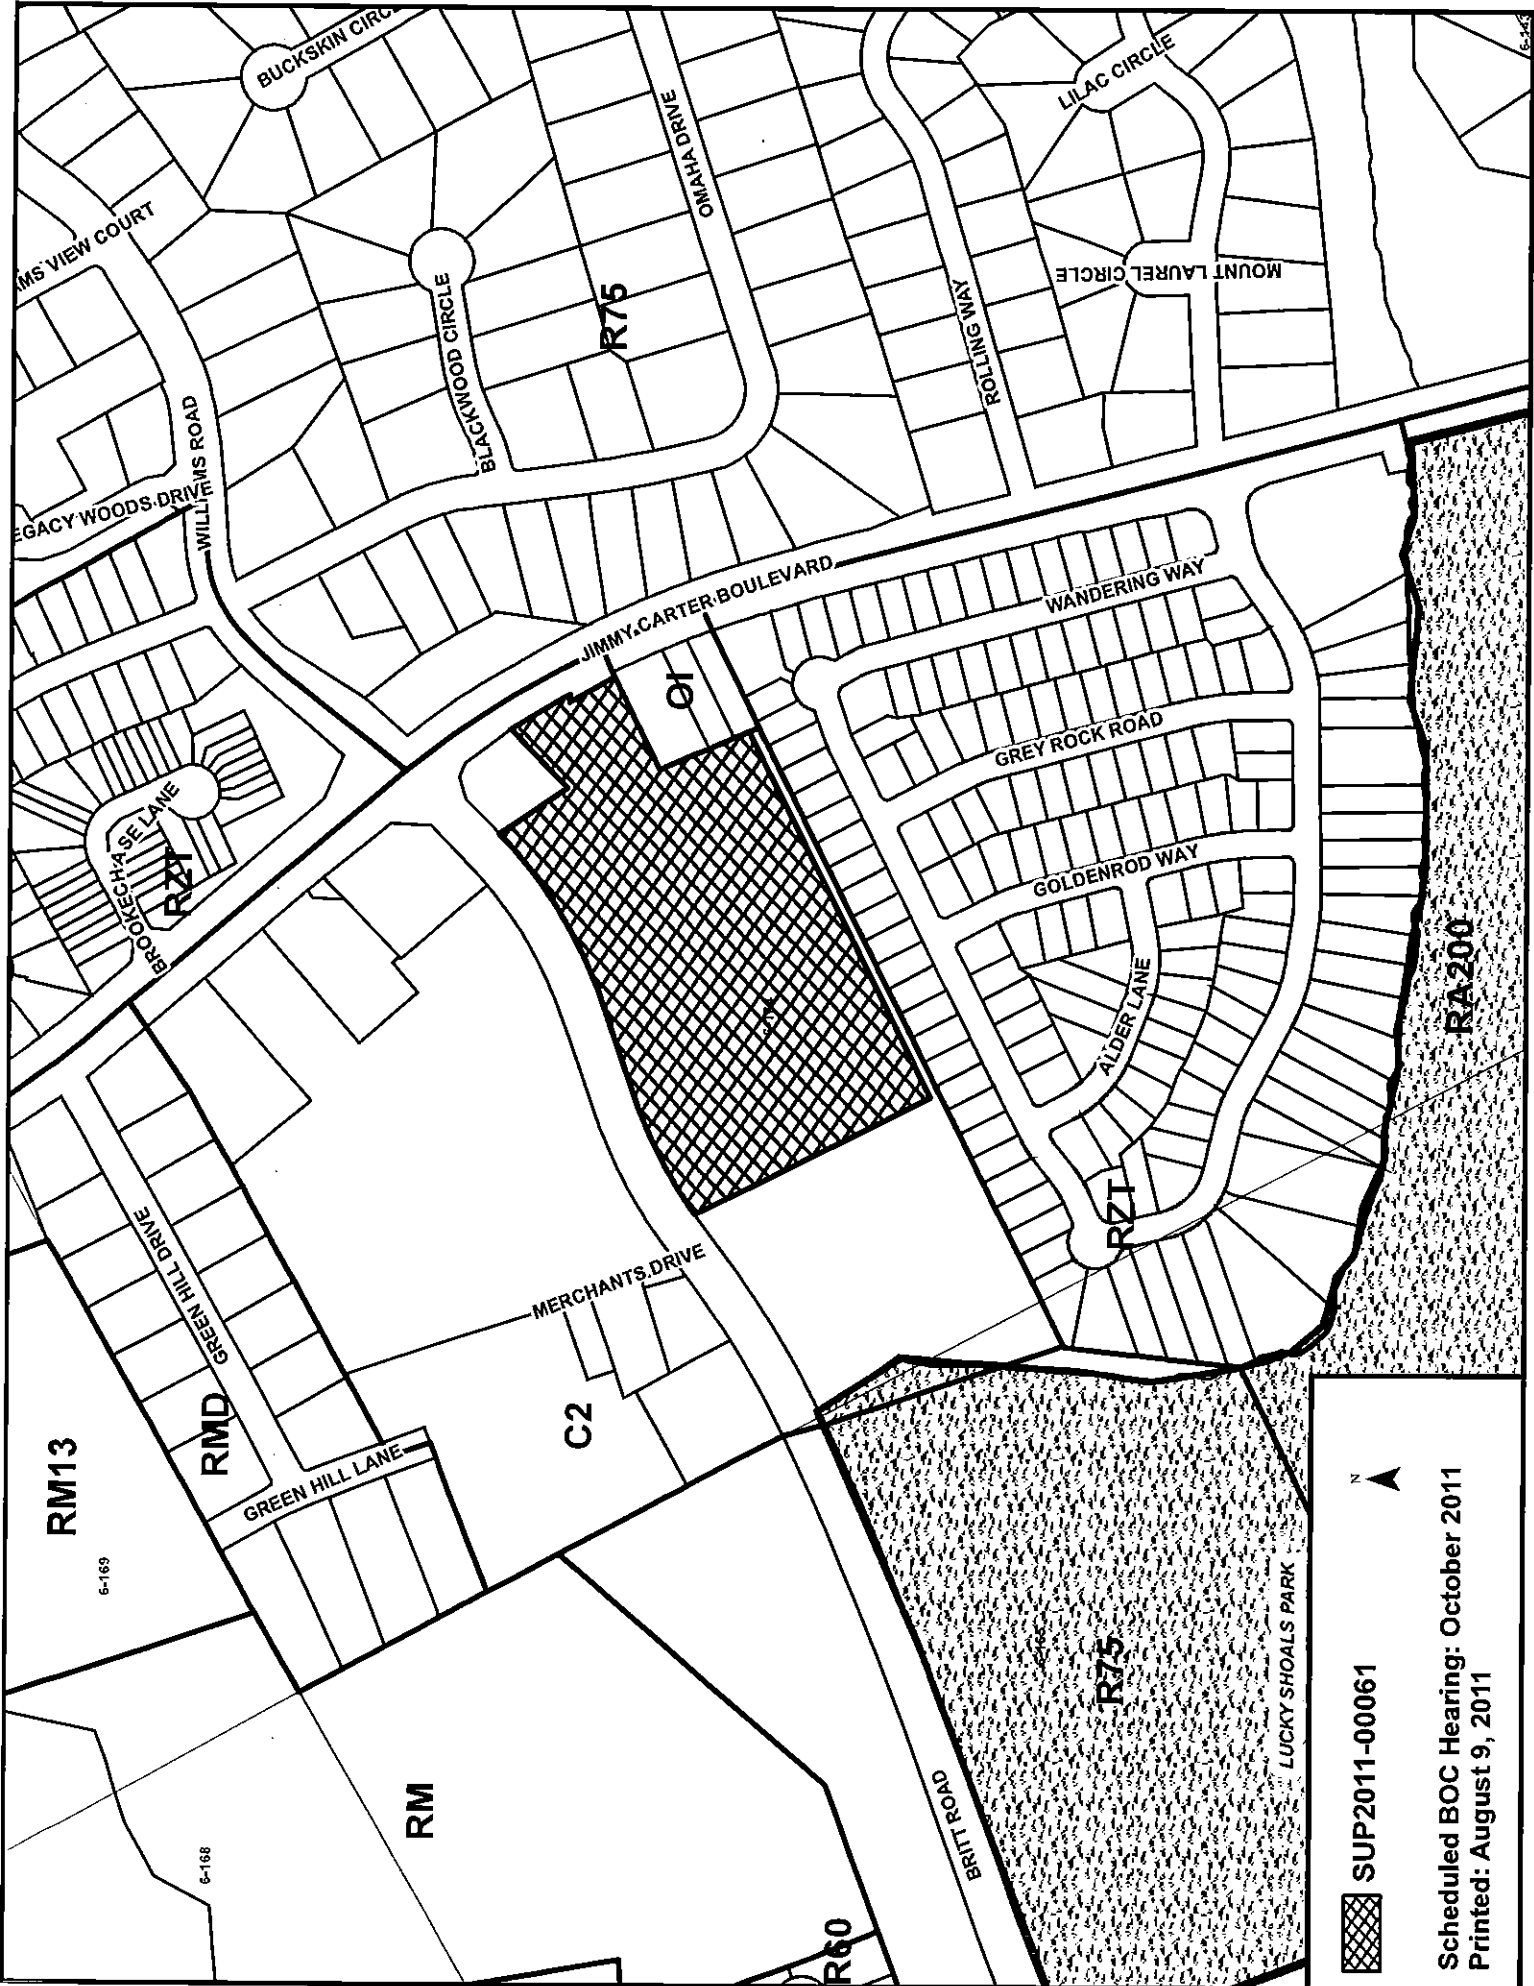 BUCKSKIN CIRC
OMAHA DRIVE
LILAC CIRCLE
MS VIEW COURT
BLACKWOOD CIRCLE
R75
ROLLING WAY
MOUNT LAUREL CIRCLE
EGACY WOODS DRIVE
WILLIAMS ROAD
JIMMY CARTER BOULEVARD
OI
WANDERING WAY
GREY ROCK ROAD
GOLDENROD WAY
ALDER LANE
RZT
RA200
BROOKECHASE LANE
RZT
GREEN HILL DRIVE
MERCHANTS DRIVE
RM13
6-169
RMD
GREEN HILL LANE
C2
RM
6-168
R60
BRITT ROAD
R75
LUCKY SHOALS PARK
N
SUP2011-00061
Scheduled BOC Hearing: October 2011
Printed: August 9, 2011